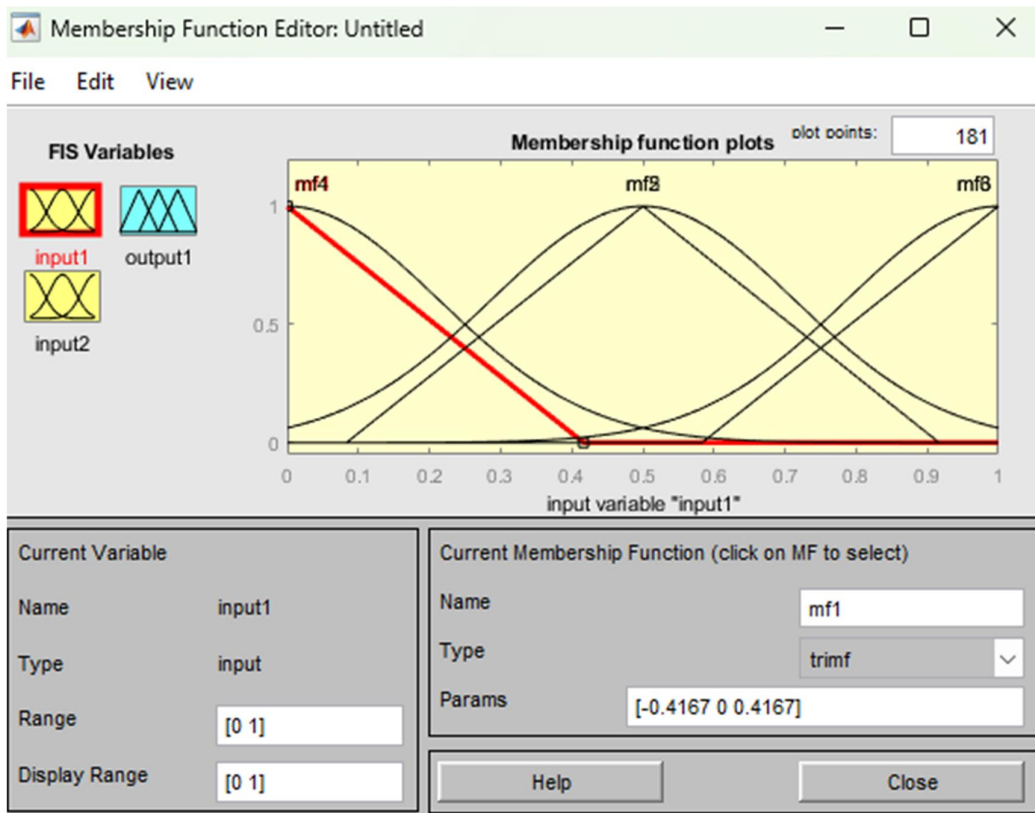 Membership Function Editor: Untitled
File Edit View
FIS Variables
input1
output1
input2
Membership function plots
plot points:
181
1
0.5
0
0 0.1 0.2 0.3 0.4 0.5 0.6 0.7 0.8 0.9 1
input variable "input1"
Current Variable
Name input1
Type input
Range [0 1]
Display Range [0 1]
Current Membership Function (click on MF to select)
Name mf1
Type trimf
Params [-0.4167 0 0.4167]
Help
Close